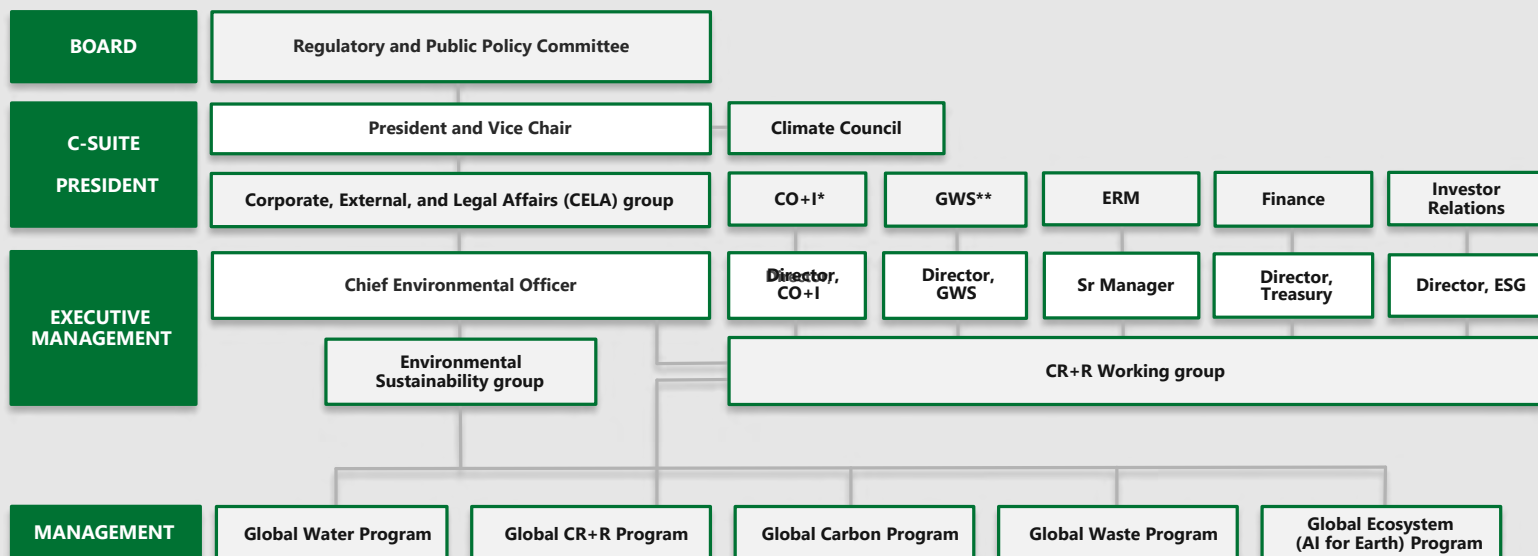 BOARD
Regulatory and Public Policy Committee
C-SUITE
PRESIDENT
President and Vice Chair
Climate Council
Corporate, External, and Legal Affairs (CELA) group
CO+I*
GWS**
ERM
Finance
Investor
Relations
EXECUTIVE
MANAGEMENT
Chief Environmental Officer
Director,
CO+I
Director,
GWS
Sr Manager
Director,
Treasury
Director, ESG
Environmental
Sustainability group
CR+R Working group
MANAGEMENT
Global Water Program
Global CR+R Program
Global Carbon Program
Global Waste Program
Global Ecosystem
(AI for Earth) Program